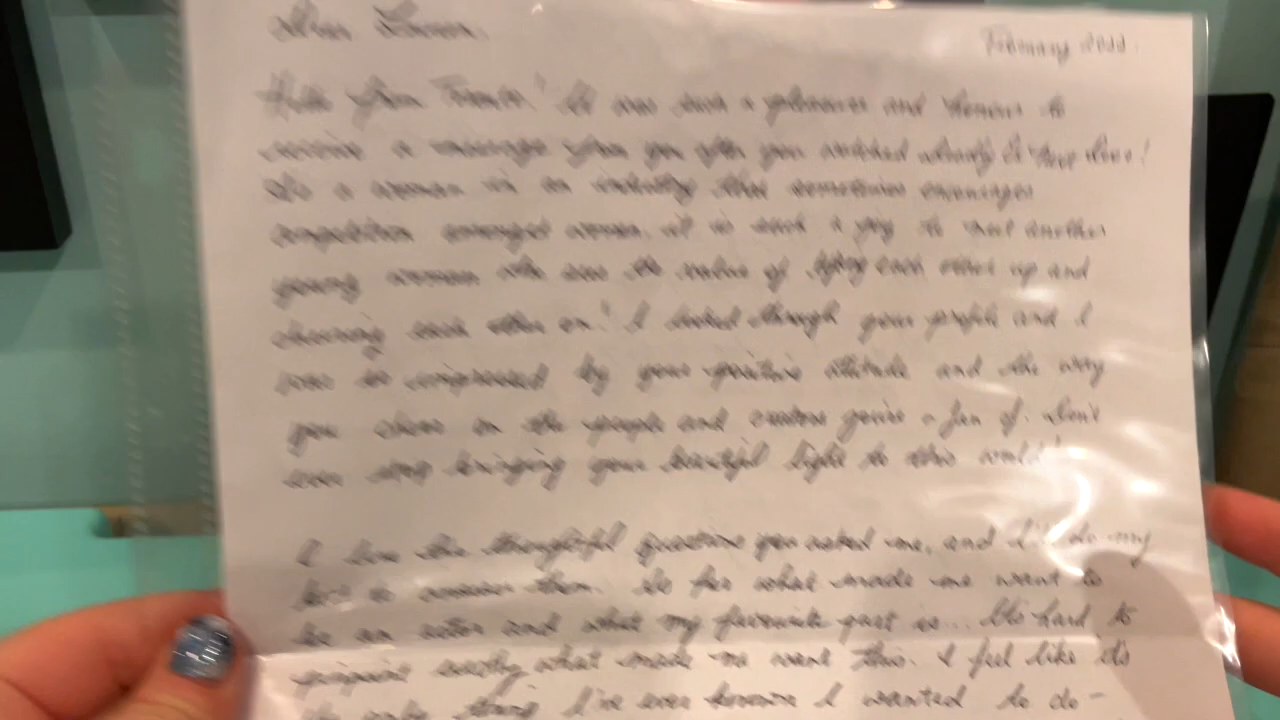 Dear
February 2022.
Hello from Toronto! It was such a pleasure and honour to
receive a message from you after you watched already
As a woman in an industry that sometimes encourages
competition amongst women, it is such a joy to meet another
young woman who sees the value of lifting each other up and
cheering each other on! I looked through your profile and I
was so impressed by your positive attitude and the way
you shine on the people and you're a fan of. Don't
ever stop bringing your beautiful light to this world!
I love the thoughtful questions you asked me, and I'll do my
best to answer them. As for what made me want to
be an actor and what my favourite part is... It's hard to
pinpoint exactly what made me want this. I feel like it's
the only thing I've ever known I wanted to do-